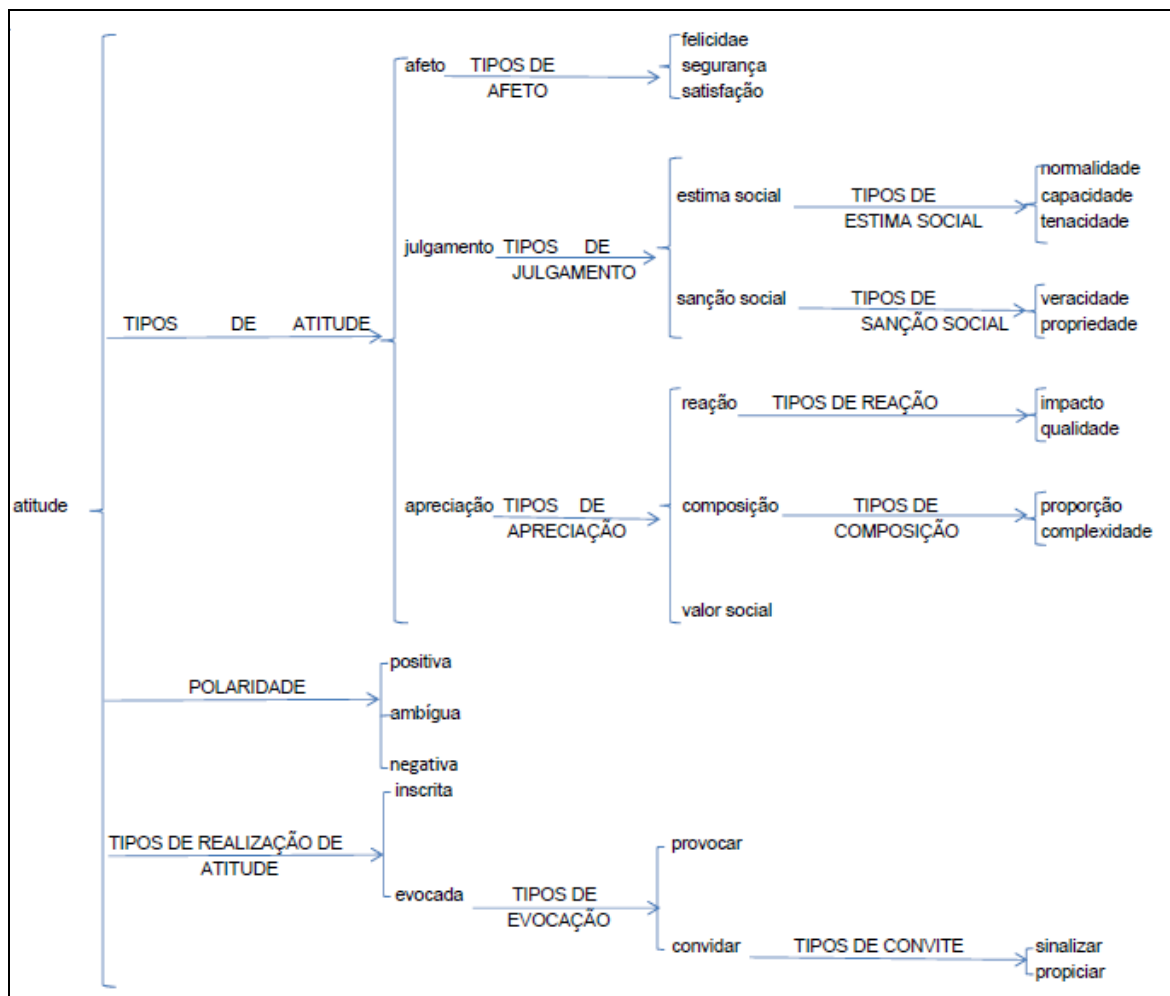 felicidae
afeto TIPOS DE segurança
AFETO satisfação
normalidade
estima social TIPOS DE capacidade
ESTIMA SOCIAL tenacidade
julgamento TIPOS DE
JULGAMENTO
sanção social TIPOS DE veracidade
TIPOS DE ATITUDE SANÇÃO SOCIAL propriedade
reação TIPOS DE REAÇÃO impacto
qualidade
atitude apreciação TIPOS DE composição TIPOS DE proporção
APRECIAÇÃO COMPOSIÇÃO complexidade
valor social
positiva
POLARIDADE
ambígua
negativa
inscrita
TIPOS DE REALIZAÇÃO DE provocar
ATITUDE
evocada TIPOS DE
EVOCAÇÃO
convidar TIPOS DE CONVITE sinalizar
propiciar